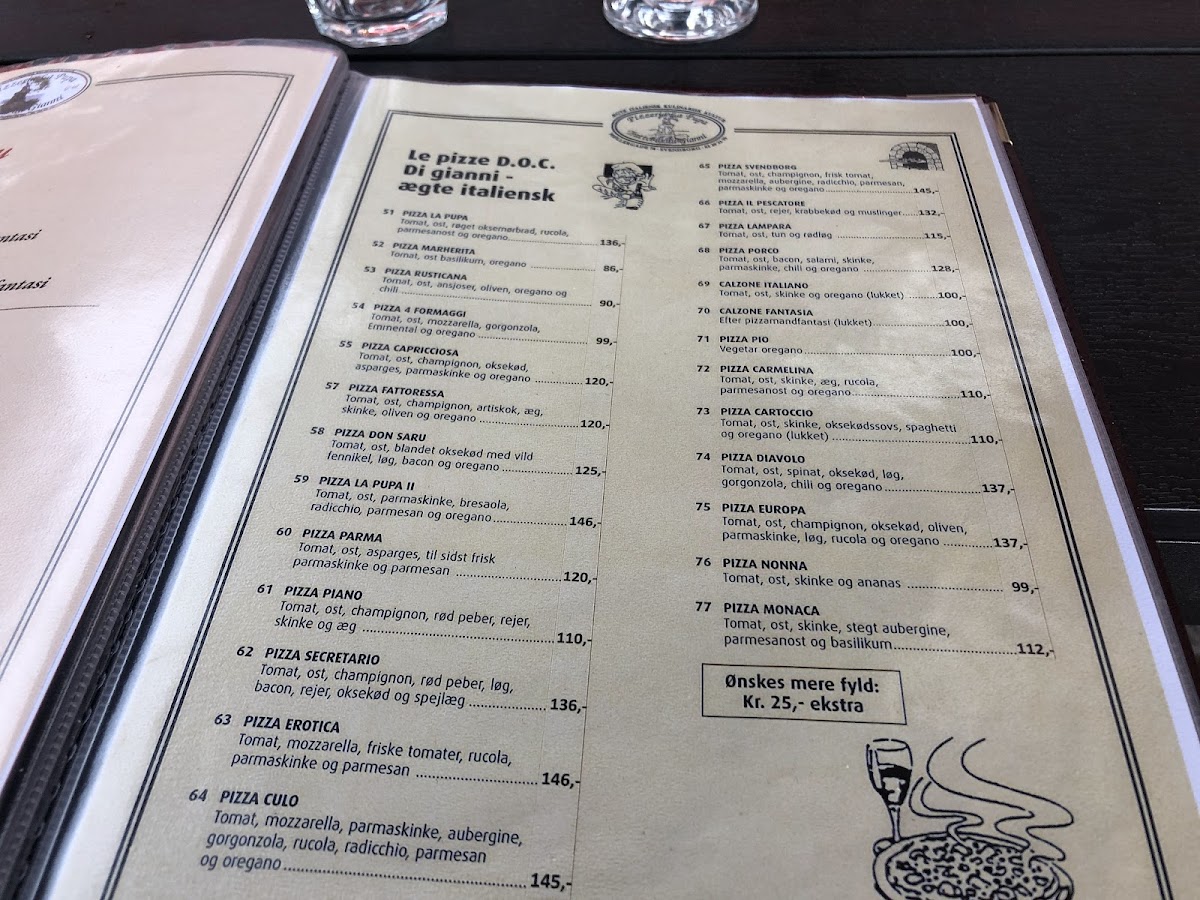 Gianni
antasi
fantasi
ÆGTE ITALIENSK KULINARISK
Pizzeria La Pupa
Gianni
SVENDBORG
Le pizze D.O.C.
Di gianni -
ægte italiensk
51 PIZZA LA PUPA
Tomat, ost, røget oksemørbrad, rucola,
parmesanost og oregano 136,-
52 PIZZA MARHERITA
Tomat, ost basilikum, oregano 86,-
53 PIZZA RUSTICANA
Tomat, ost, ansjoser, oliven, oregano og
chili 90,-
54 PIZZA 4 FORMAGGI
Tomat, ost, mozzarella, gorgonzola,
Emmental og oregano 99,-
55 PIZZA CAPRICCIOSA
Tomat, ost, champignon, oksekød,
asparges, parmaskinke og oregano 120,-
57 PIZZA FATTORESSA
Tomat, ost, champignon, artiskok, æg,
skinke, oliven og oregano 120,-
58 PIZZA DON SARU
Tomat, ost, blandet oksekød med vild
fennikel, løg, bacon og oregano 125,-
59 PIZZA LA PUPA II
Tomat, ost, parmaskinke, bresaola,
radicchio, parmesan og oregano 146,-
60 PIZZA PARMA
Tomat, ost, asparges, til sidst frisk
parmaskinke og parmesan 120,-
61 PIZZA PIANO
Tomat, ost, champignon, rød peber, rejer,
skinke og æg 110,-
62 PIZZA SECRETARIO
Tomat, ost, champignon, rød peber, løg,
bacon, rejer, oksekød og spejlæg 136,-
63 PIZZA EROTICA
Tomat, mozzarella, friske tomater, rucola,
parmaskinke og parmesan 146,-
64 PIZZA CULO
Tomat, mozzarella, parmaskinke, aubergine,
gorgonzola, rucola, radicchio, parmesan
og oregano 145,-
65 PIZZA SVENDBORG
Tomat, ost, champignon, frisk tomat,
mozzarella, aubergine, radicchio, parmesan,
parmaskinke og oregano 145,-
66 PIZZA IL PESCATORE
Tomat, ost, rejer, krabbekød og muslinger 132,-
67 PIZZA LAMPARA
Tomat, ost, tun og rødløg 115,-
68 PIZZA PORCO
Tomat, ost, bacon, salami, skinke,
parmaskinke, chili og oregano 128,-
69 CALZONE ITALIANO
Tomat, ost, skinke og oregano (lukket) 100,-
70 CALZONE FANTASIA
Efter pizzamandfantasi (lukket) 100,-
71 PIZZA PIO
Vegetar oregano 100,-
72 PIZZA CARMELINA
Tomat, ost, skinke, æg, rucola,
parmesanost og oregano 110,-
73 PIZZA CARTOCCIO
Tomat, ost, skinke, oksekødssovs, spaghetti
og oregano (lukket) 110,-
74 PIZZA DIAVOLO
Tomat, ost, spinat, oksekød, løg,
gorgonzola, chili og oregano 137,-
75 PIZZA EUROPA
Tomat, ost, champignon, oksekød, oliven,
parmaskinke, løg, rucola og oregano 137,-
76 PIZZA NONNA
Tomat, ost, skinke og ananas 99,-
77 PIZZA MONACA
Tomat, ost, skinke, stegt aubergine,
parmesanost og basilikum 112,-
Ønskes mere fyld:
Kr. 25,- ekstra